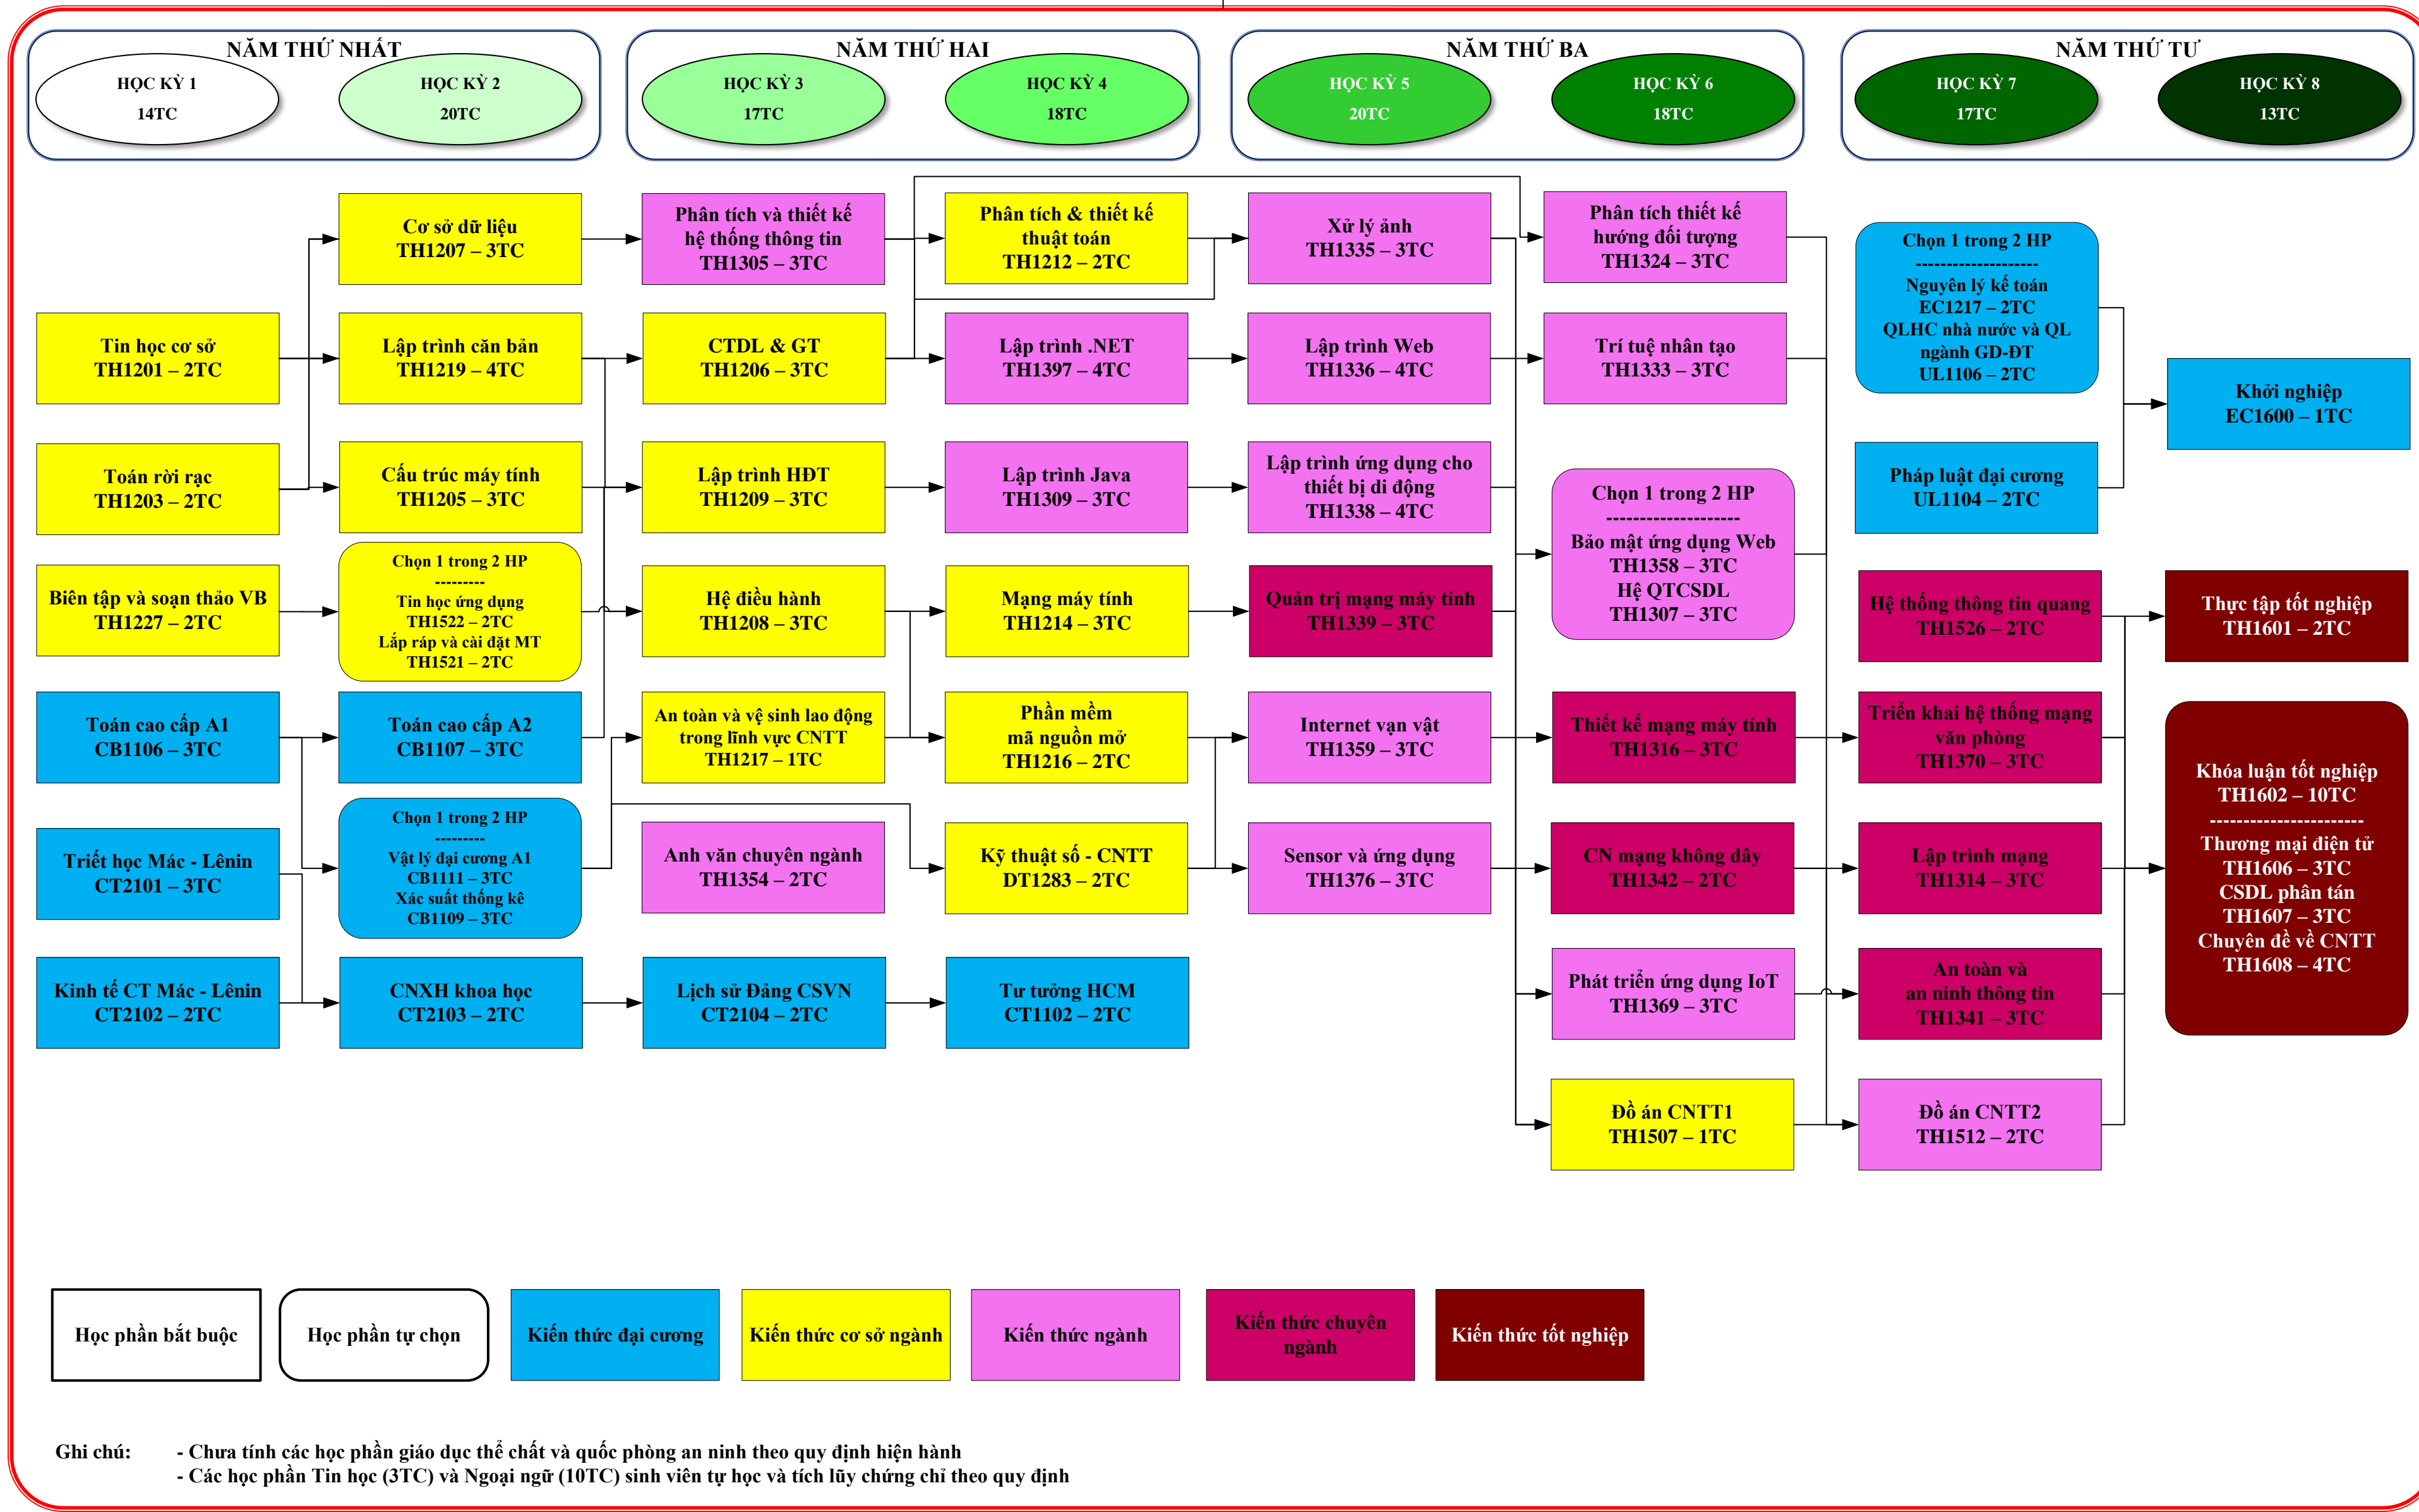 NĂM THỨ NHẤT
HỌC KỲ 1
14TC
HỌC KỲ 2
20TC
NĂM THỨ HAI
HỌC KỲ 3
17TC
HỌC KỲ 4
18TC
NĂM THỨ BA
HỌC KỲ 5
20TC
HỌC KỲ 6
18TC
NĂM THỨ TƯ
HỌC KỲ 7
17TC
HỌC KỲ 8
13TC
Tin học cơ sở
TH1201 – 2TC
Toán rời rạc
TH1203 – 2TC
Biên tập và soạn thảo VB
TH1227 – 2TC
Toán cao cấp A1
CB1106 – 3TC
Triết học Mác - Lênin
CT2101 – 3TC
Kinh tế CT Mác - Lênin
CT2102 – 2TC
Cơ sở dữ liệu
TH1207 – 3TC
Lập trình căn bản
TH1219 – 4TC
Cấu trúc máy tính
TH1205 – 3TC
Chọn 1 trong 2 HP
---------
Tin học ứng dụng
TH1522 – 2TC
Lắp ráp và cài đặt MT
TH1521 – 2TC
Toán cao cấp A2
CB1107 – 3TC
Chọn 1 trong 2 HP
---------
Vật lý đại cương A1
CB1111 – 3TC
Xác suất thống kê
CB1109 – 3TC
CNXH khoa học
CT2103 – 2TC
Phân tích và thiết kế
hệ thống thông tin
TH1305 – 3TC
CTDL & GT
TH1206 – 3TC
Lập trình HĐT
TH1209 – 3TC
Hệ điều hành
TH1208 – 3TC
An toàn và vệ sinh lao động
trong lĩnh vực CNTT
TH1217 – 1TC
Anh văn chuyên ngành
TH1354 – 2TC
Lịch sử Đảng CSVN
CT2104 – 2TC
Phân tích & thiết kế
thuật toán
TH1212 – 2TC
Lập trình .NET
TH1397 – 4TC
Lập trình Java
TH1309 – 3TC
Mạng máy tính
TH1214 – 3TC
Phần mềm
mã nguồn mở
TH1216 – 2TC
Kỹ thuật số - CNTT
DT1283 – 2TC
Tư tưởng HCM
CT1102 – 2TC
Xử lý ảnh
TH1335 – 3TC
Lập trình Web
TH1336 – 4TC
Lập trình ứng dụng cho
thiết bị di động
TH1338 – 4TC
Quản trị mạng máy tính
TH1339 – 3TC
Internet vạn vật
TH1359 – 3TC
Sensor và ứng dụng
TH1376 – 3TC
Phân tích thiết kế
hướng đối tượng
TH1324 – 3TC
Trí tuệ nhân tạo
TH1333 – 3TC
Chọn 1 trong 2 HP
--------------------
Bảo mật ứng dụng Web
TH1358 – 3TC
Hệ QTCSDL
TH1307 – 3TC
Thiết kế mạng máy tính
TH1316 – 3TC
CN mạng không dây
TH1342 – 2TC
Phát triển ứng dụng IoT
TH1369 – 3TC
Đồ án CNTT1
TH1507 – 1TC
Chọn 1 trong 2 HP
--------------------
Nguyên lý kế toán
EC1217 – 2TC
QLHC nhà nước và QL
ngành GD-ĐT
UL1106 – 2TC
Pháp luật đại cương
UL1104 – 2TC
Hệ thống thông tin quang
TH1526 – 2TC
Triển khai hệ thống mạng
văn phòng
TH1370 – 3TC
Lập trình mạng
TH1314 – 3TC
An toàn và
an ninh thông tin
TH1341 – 3TC
Đồ án CNTT2
TH1512 – 2TC
Khởi nghiệp
EC1600 – 1TC
Thực tập tốt nghiệp
TH1601 – 2TC
Khóa luận tốt nghiệp
TH1602 – 10TC
-----------------------
Thương mại điện tử
TH1606 – 3TC
CSDL phân tán
TH1607 – 3TC
Chuyên đề về CNTT
TH1608 – 4TC
Học phần bắt buộc
Học phần tự chọn
Kiến thức đại cương
Kiến thức cơ sở ngành
Kiến thức ngành
Kiến thức chuyên
ngành
Kiến thức tốt nghiệp
Ghi chú: - Chưa tính các học phần giáo dục thể chất và quốc phòng an ninh theo quy định hiện hành
- Các học phần Tin học (3TC) và Ngoại ngữ (10TC) sinh viên tự học và tích lũy chứng chỉ theo quy định